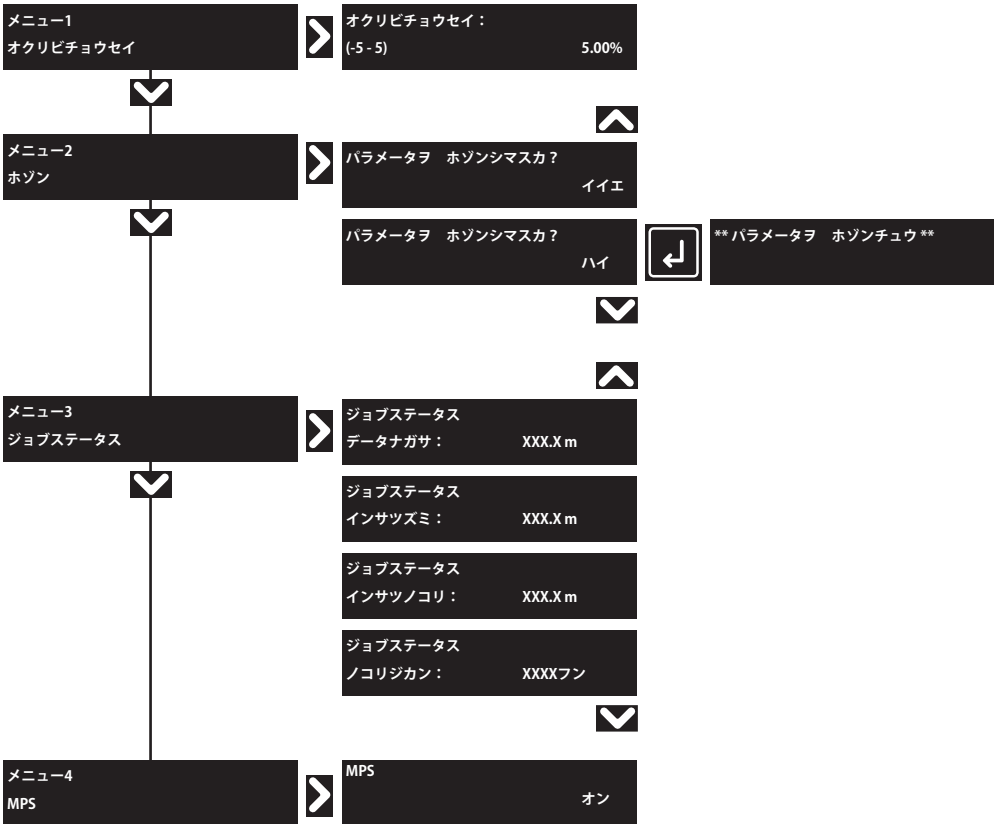 メニュー1
オクリビチョウセイ
オクリビチョウセイ：
(-5 - 5) 5.00%
メニュー2
ホゾン
パラメータヲ　ホゾンシマスカ？
イイエ
パラメータヲ　ホゾンシマスカ？
ハイ
** パラメータヲ　ホゾンチュウ **
メニュー3
ジョブステータス
ジョブステータス
データナガサ： XXX.X m
ジョブステータス
インサツズミ： XXX.X m
ジョブステータス
インサツノコリ： XXX.X m
ジョブステータス
ノコリジカン： XXXXフン
メニュー4
MPS
MPS
オン